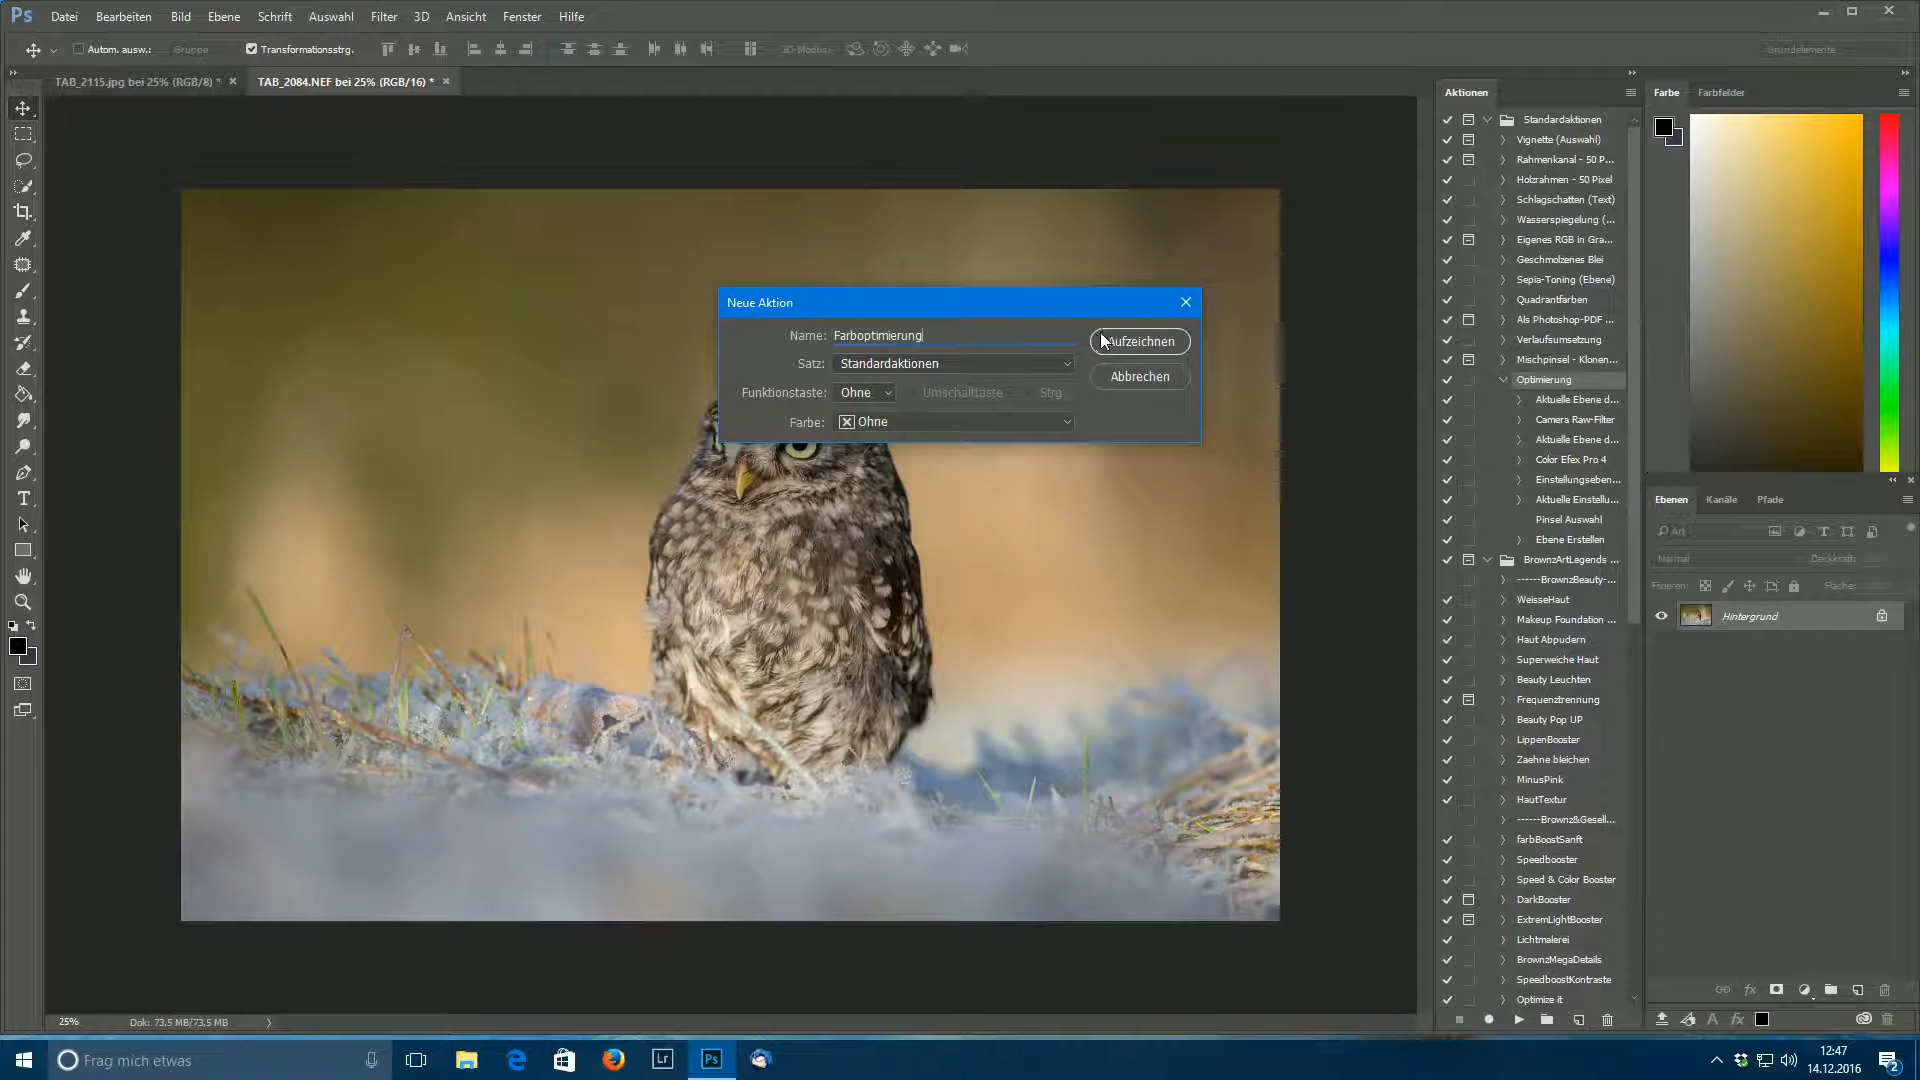 Ps Datei Bearbeiten Bild Ebene Schrift Auswahl Filter 3D Ansicht Fenster Hilfe
Autom. ausw.: Gruppe Transformationsstrg. 3D-Modus: Grundelemente
TAB_2115.jpg bei 25% (RGB/8) * TAB_2084.NEF bei 25% (RGB/16) *
Aktionen
Standardaktionen
Vignette (Auswahl)
Rahmenkanal - 50 P...
Holzrahmen - 50 Pixel
Schlagschatten (Text)
Wasserspiegelung (...
Eigenes RGB in Gra...
Geschmolzenes Blei
Sepia-Toning (Ebene)
Quadrantfarben
Als Photoshop-PDF ...
Verlaufsumsetzung
Mischpinsel - Klonen...
Optimierung
Aktuelle Ebene d...
Camera Raw-Filter
Aktuelle Ebene d...
Color Efex Pro 4
Einstellungseben...
Aktuelle Einstellu...
Pinsel Auswahl
Ebene Erstellen
BrownzArtLegends ...
------BrownzBeauty-...
WeisseHaut
Makeup Foundation ...
Haut Abpudern
Superweiche Haut
Beauty Leuchten
Frequenztrennung
Beauty Pop UP
LippenBooster
Zaehne bleichen
MinusPink
HautTextur
------Brownz&Gesell...
farbBoostSanft
Speedbooster
Speed & Color Booster
DarkBooster
ExtremLightBooster
Lichtmalerei
BrownzMegaDetails
SpeedboostKontraste
Optimize it
Farbe Farbfelder
Ebenen Kanäle Pfade
Art
Normal Deckkraft:
Fixieren: Fläche:
Hintergrund
Neue Aktion
Name: Farboptimierung
Aufzeichnen
Satz: Standardaktionen
Abbrechen
Funktionstaste: Ohne Umschalttaste Strg
Farbe: Ohne
25% Dok: 73,5 MB/73,5 MB
Frag mich etwas
Lr Ps
12:47
14.12.2016
2